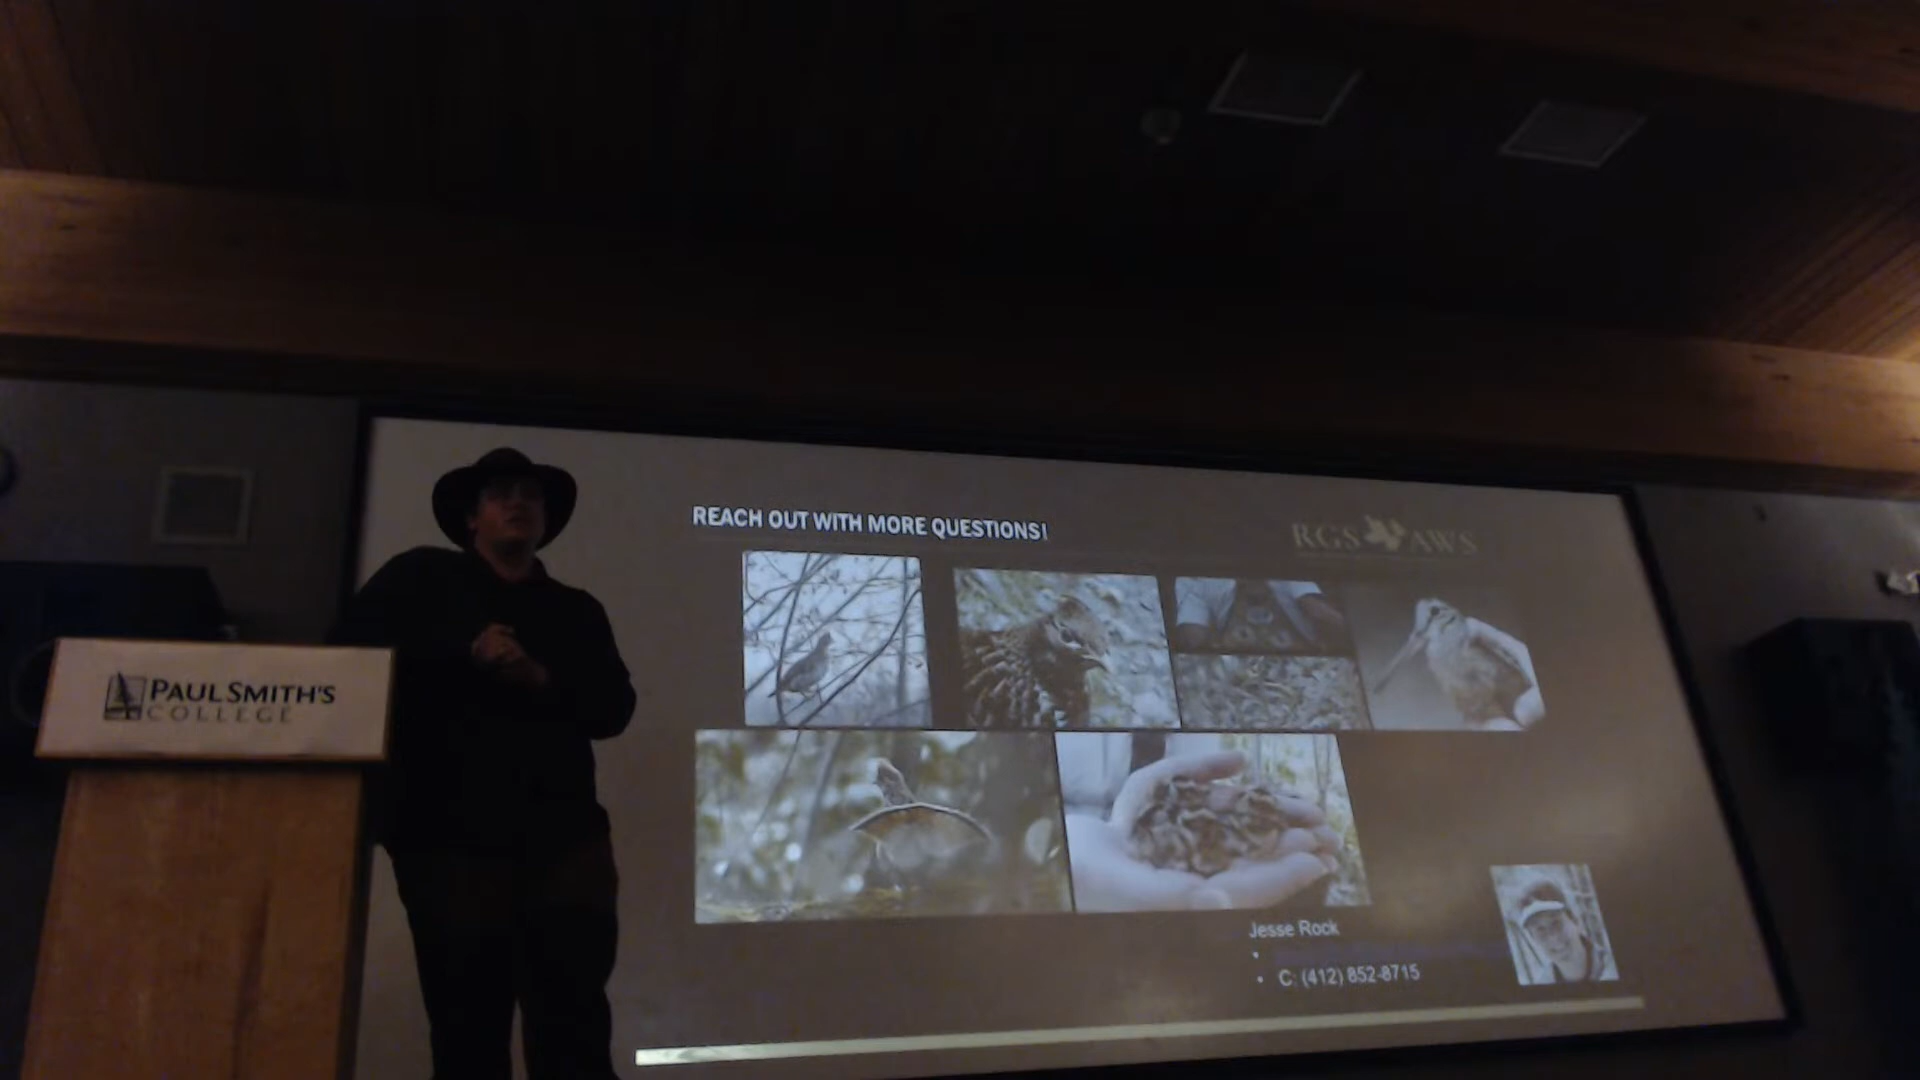 REACH OUT WITH MORE QUESTIONS!
RGS AWS
PAUL SMITH'S
COLLEGE
Jesse Rock
C: (412) 852-8715